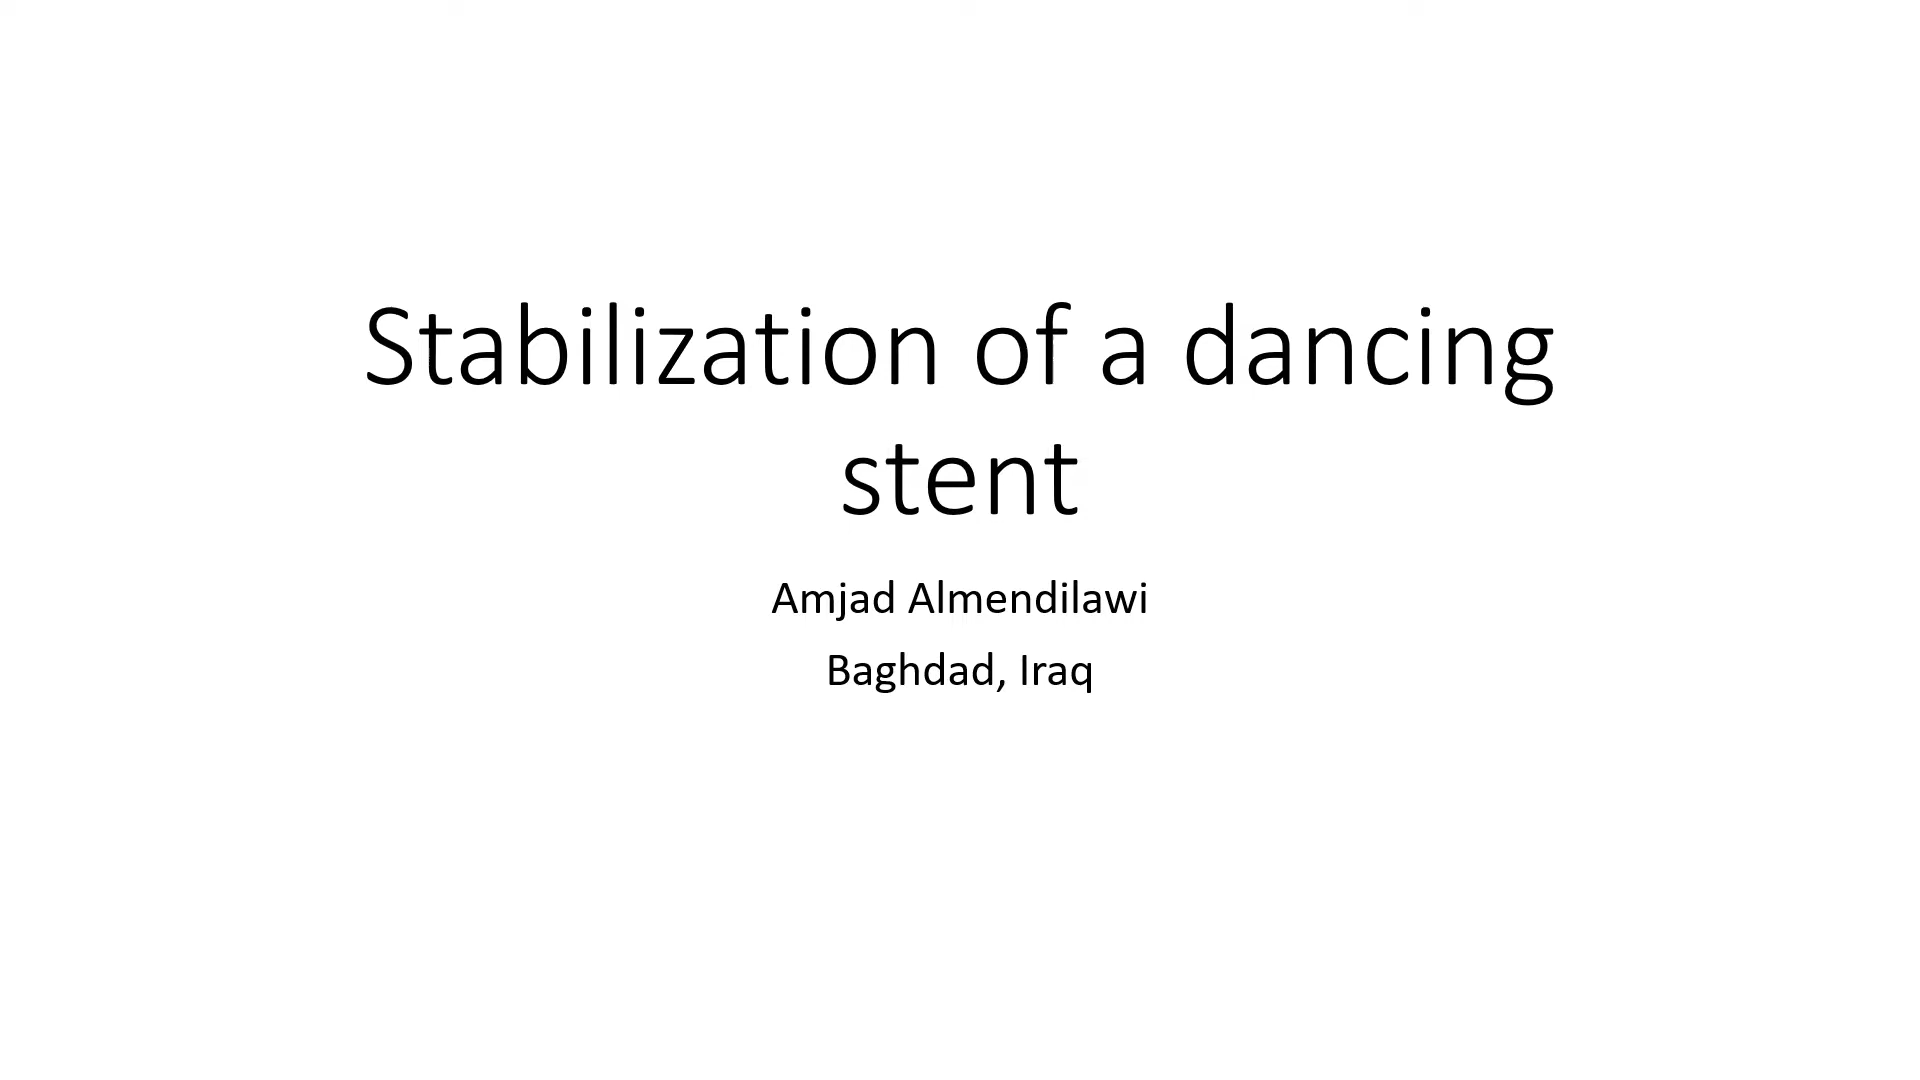 Stabilization of a dancing
stent
Amjad Almendilawi
Baghdad, Iraq